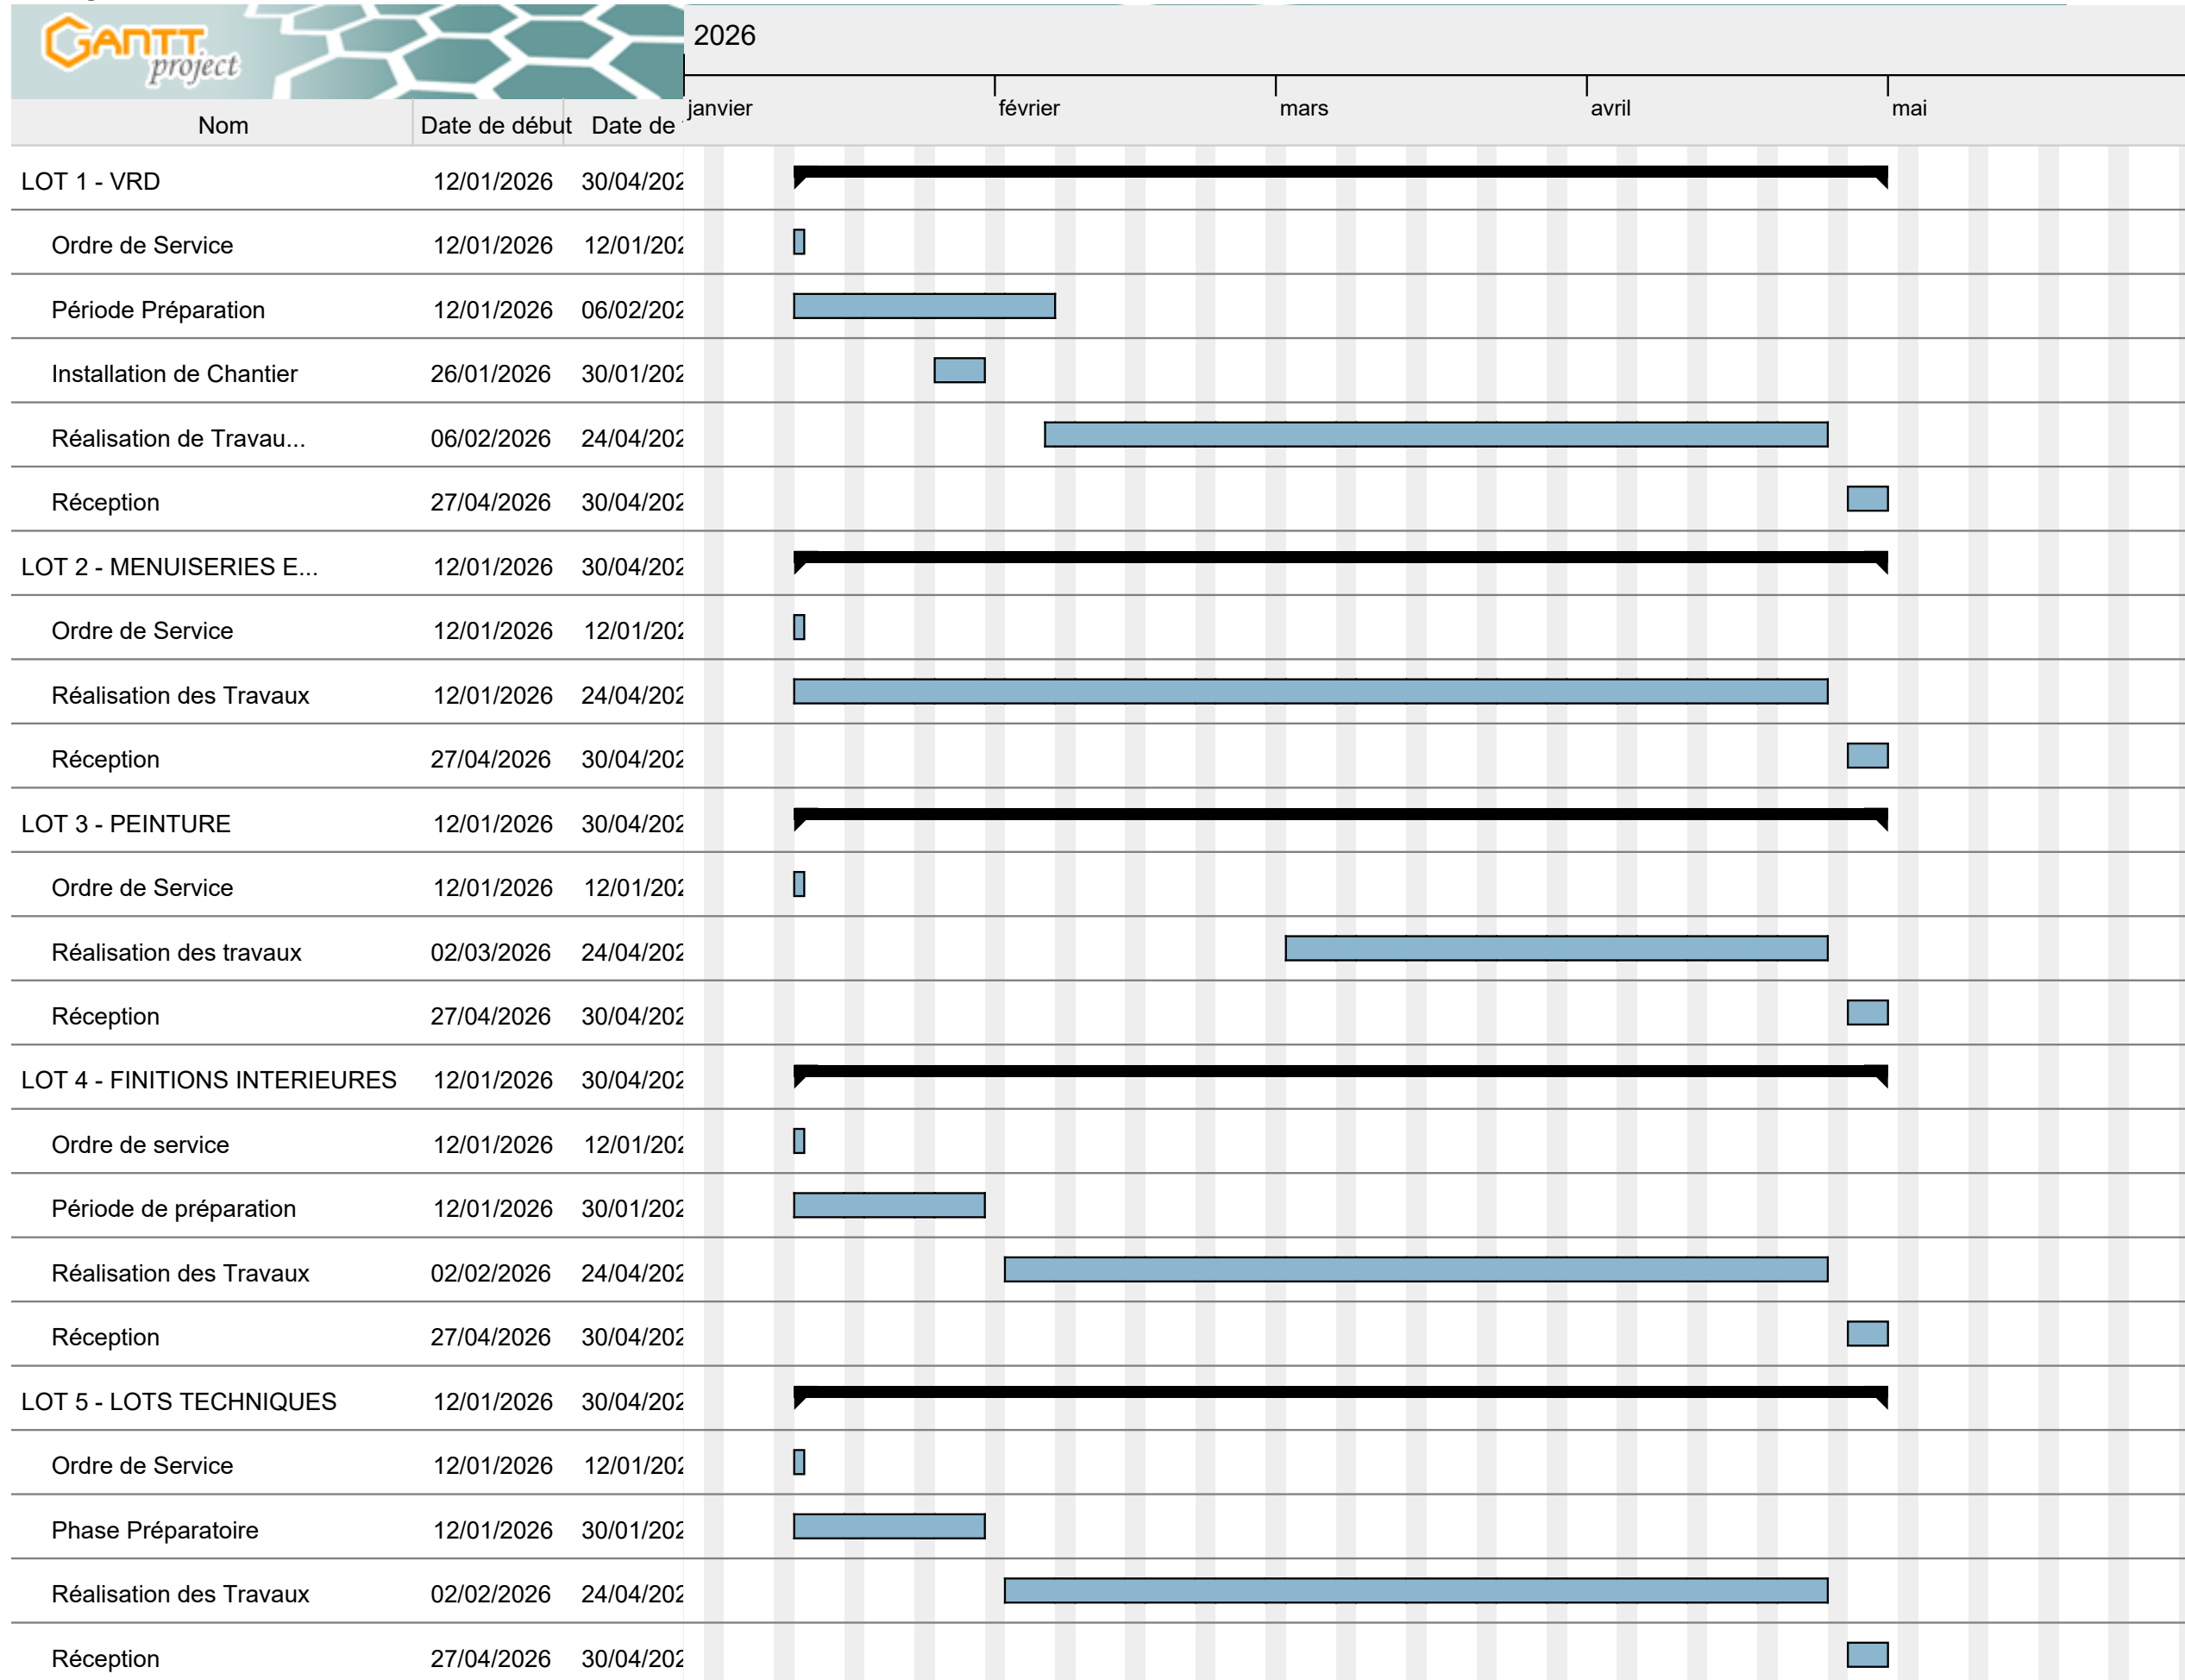 GANTT
project
2026
janvier février mars avril mai
Nom Date de début Date de
LOT 1 - VRD 12/01/2026 30/04/202
Ordre de Service 12/01/2026 12/01/202
Période Préparation 12/01/2026 06/02/202
Installation de Chantier 26/01/2026 30/01/202
Réalisation de Travau... 06/02/2026 24/04/202
Réception 27/04/2026 30/04/202
LOT 2 - MENUISERIES E... 12/01/2026 30/04/202
Ordre de Service 12/01/2026 12/01/202
Réalisation des Travaux 12/01/2026 24/04/202
Réception 27/04/2026 30/04/202
LOT 3 - PEINTURE 12/01/2026 30/04/202
Ordre de Service 12/01/2026 12/01/202
Réalisation des travaux 02/03/2026 24/04/202
Réception 27/04/2026 30/04/202
LOT 4 - FINITIONS INTERIEURES 12/01/2026 30/04/202
Ordre de service 12/01/2026 12/01/202
Période de préparation 12/01/2026 30/01/202
Réalisation des Travaux 02/02/2026 24/04/202
Réception 27/04/2026 30/04/202
LOT 5 - LOTS TECHNIQUES 12/01/2026 30/04/202
Ordre de Service 12/01/2026 12/01/202
Phase Préparatoire 12/01/2026 30/01/202
Réalisation des Travaux 02/02/2026 24/04/202
Réception 27/04/2026 30/04/202